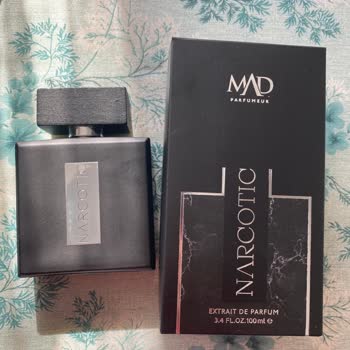 NARCOTIC
MAD
PARFUMEUR
NARCOTIC
EXTRAIT DE PARFUM
3.4 FL.OZ.100ml e